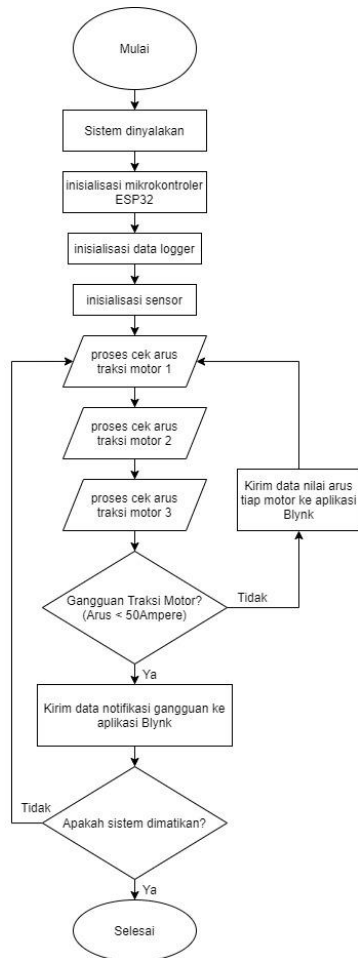 Mulai
Sistem dinyalakan
inisialisasi mikrokontroler
ESP32
inisialisasi data logger
inisialisasi sensor
proses cek arus
traksi motor 1
proses cek arus
traksi motor 2
proses cek arus
traksi motor 3
Kirim data nilai arus
tiap motor ke aplikasi
Blynk
Gangguan Traksi Motor?
(Arus < 50Ampere)
Tidak
Ya
Kirim data notifikasi gangguan ke
aplikasi Blynk
Tidak
Apakah sistem dimatikan?
Ya
Selesai